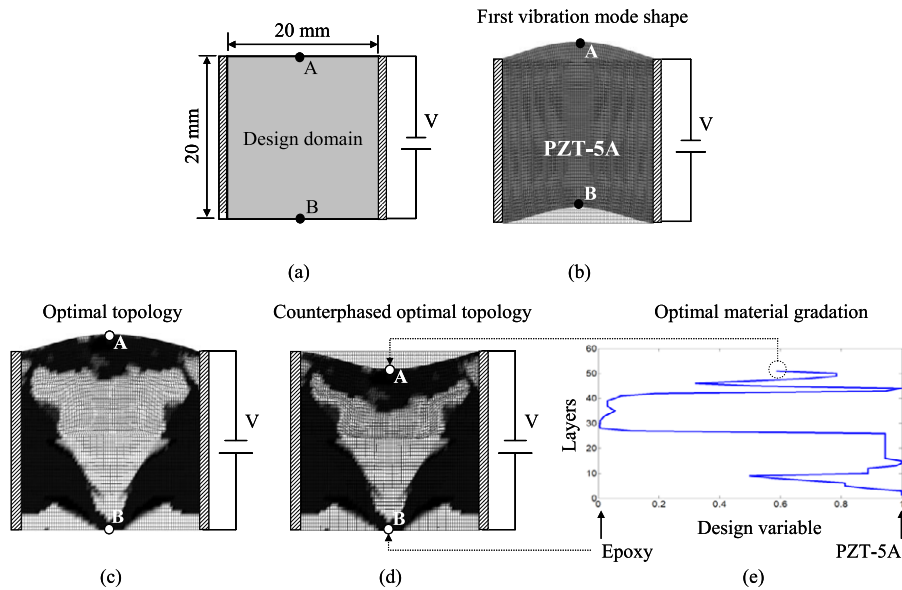 20 mm
A
20 mm
Design domain
V
B
(a)
First vibration mode shape
A
V
PZT-5A
B
(b)
Optimal topology
A
V
B
(c)
Counterphased optimal topology
A
V
B
(d)
Optimal material gradation
60
50
40
30
20
10
0
Layers
0 0.2 0.4 0.6 0.8 1
Design variable
Epoxy PZT-5A
(e)